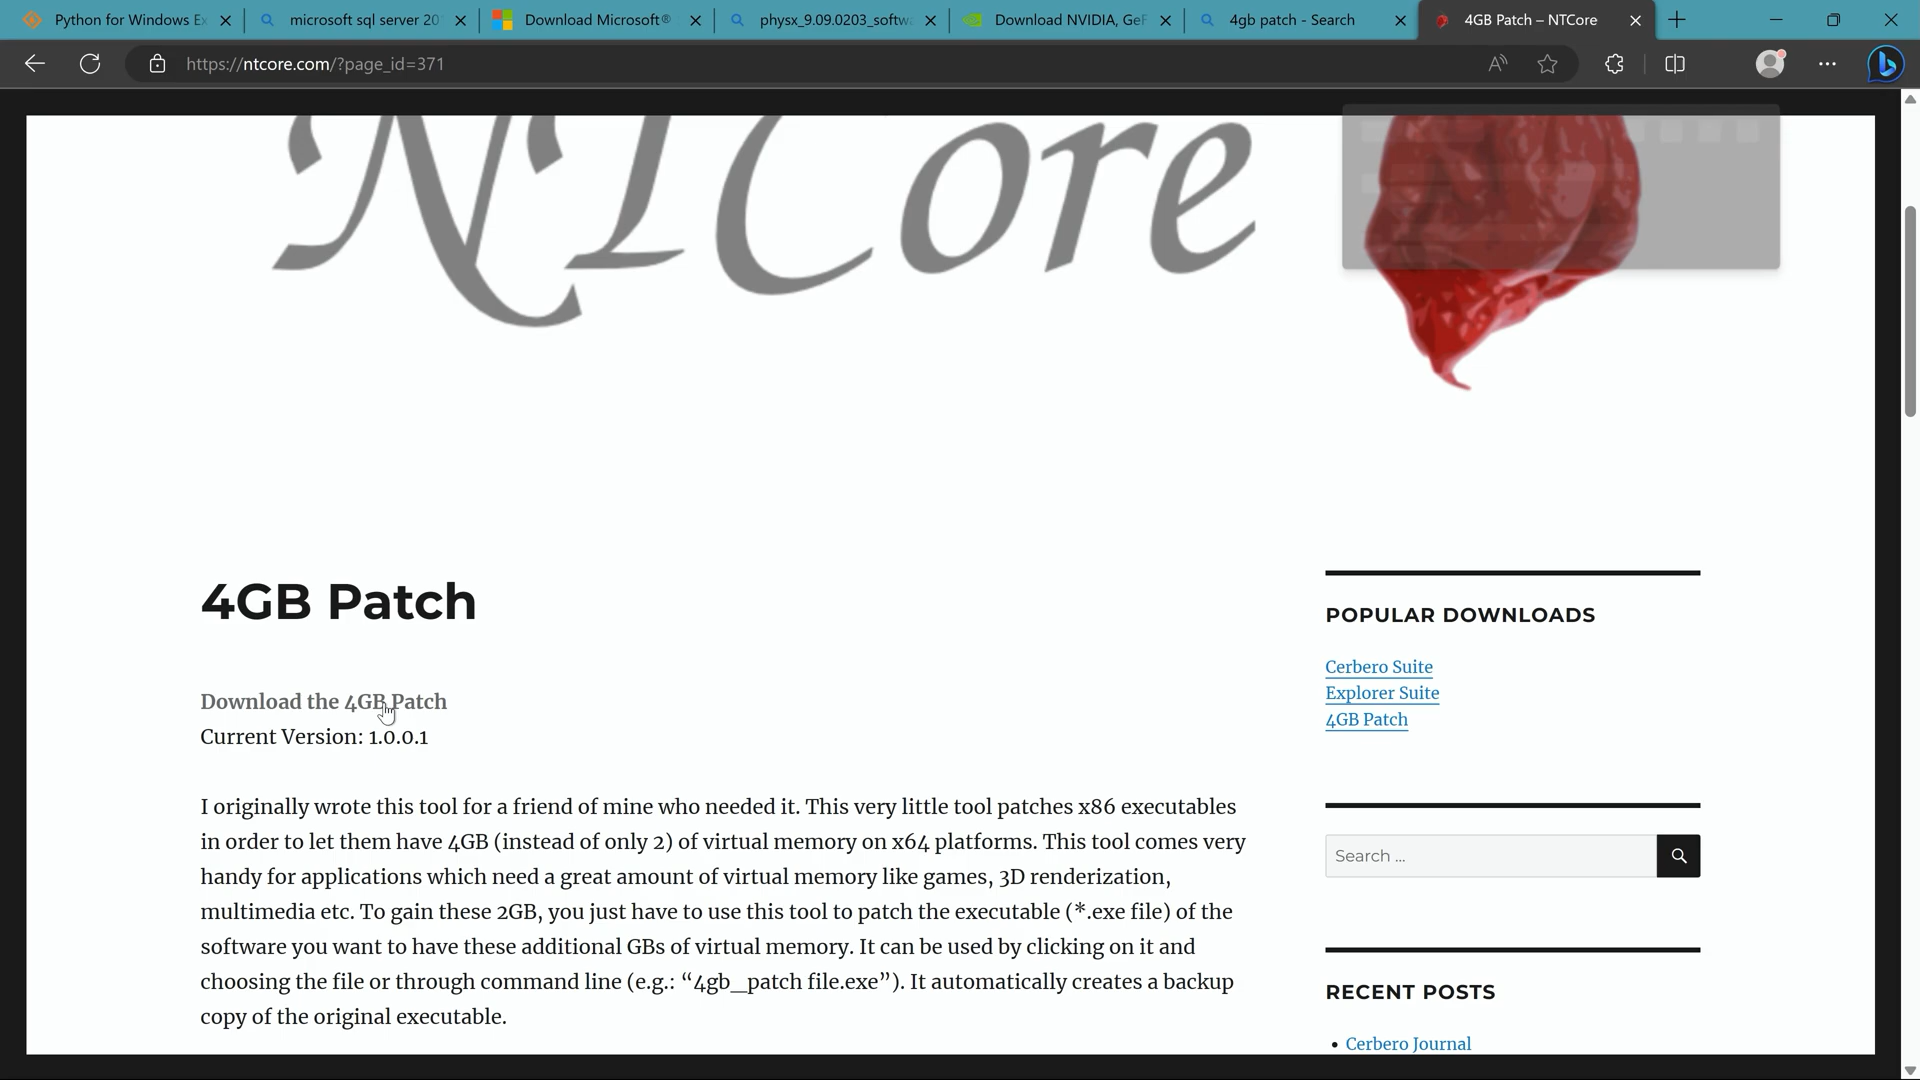 Python for Windows Ex
microsoft sql server 20
Download Microsoft®
physx_9.09.0203_softwa
Download NVIDIA, GeF
4gb patch - Search
4GB Patch – NTCore
https://ntcore.com/?page_id=371
NTCore
4GB Patch
Download the 4GB Patch
Current Version: 1.0.0.1
I originally wrote this tool for a friend of mine who needed it. This very little tool patches x86 executables
in order to let them have 4GB (instead of only 2) of virtual memory on x64 platforms. This tool comes very
handy for applications which need a great amount of virtual memory like games, 3D renderization,
multimedia etc. To gain these 2GB, you just have to use this tool to patch the executable (*.exe file) of the
software you want to have these additional GBs of virtual memory. It can be used by clicking on it and
choosing the file or through command line (e.g.: “4gb_patch file.exe”). It automatically creates a backup
copy of the original executable.
POPULAR DOWNLOADS
Cerbero Suite
Explorer Suite
4GB Patch
Search ...
RECENT POSTS
• Cerbero Journal